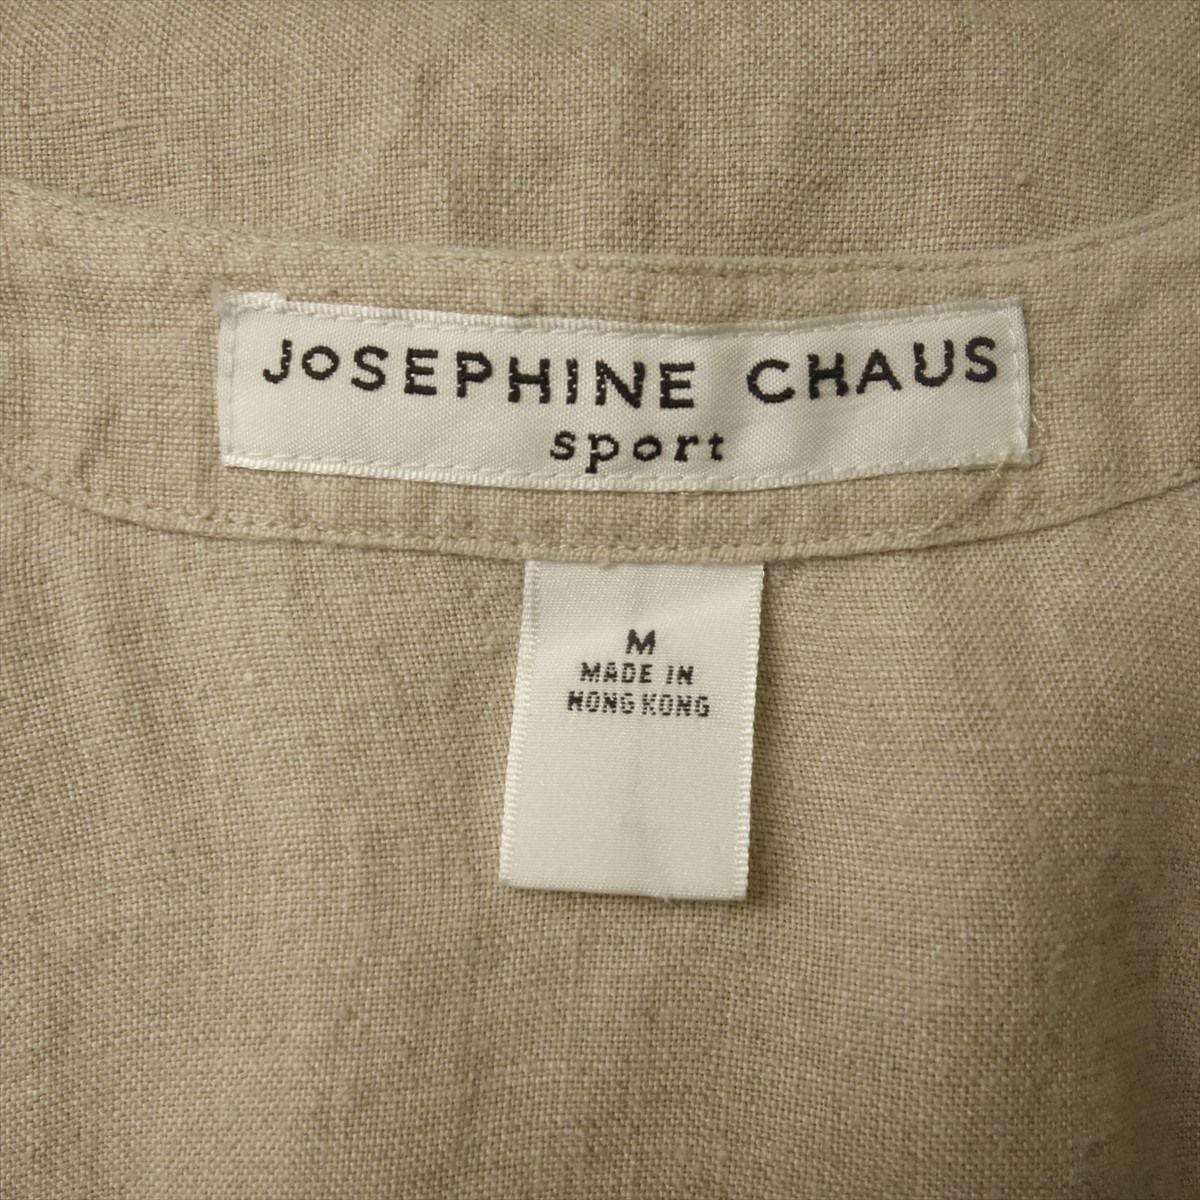 JoSEPHINE CHAUS
sport
M
MADE IN
HONG KONG